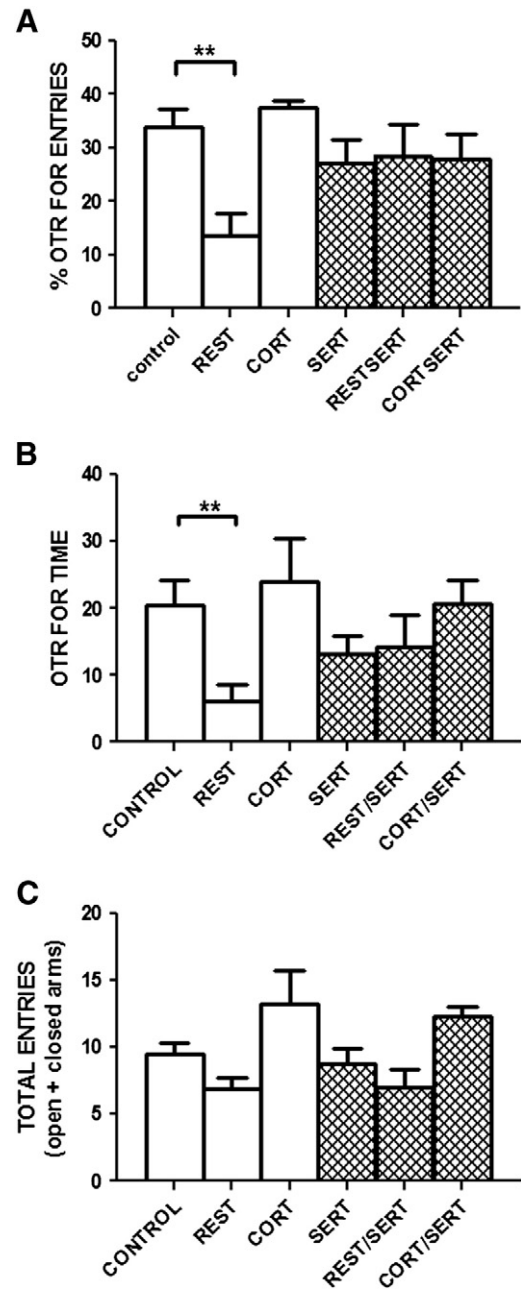 A
% OTR FOR ENTRIES
50
40
30
20
10
0
**
control
REST
CORT
SERT
RESTSERT
CORTSERT
B
OTR FOR TIME
40
30
20
10
0
**
CONTROL
REST
CORT
SERT
REST/SERT
CORT/SERT
C
TOTAL ENTRIES
(open + closed arms)
20
15
10
5
0
CONTROL
REST
CORT
SERT
REST/SERT
CORT/SERT